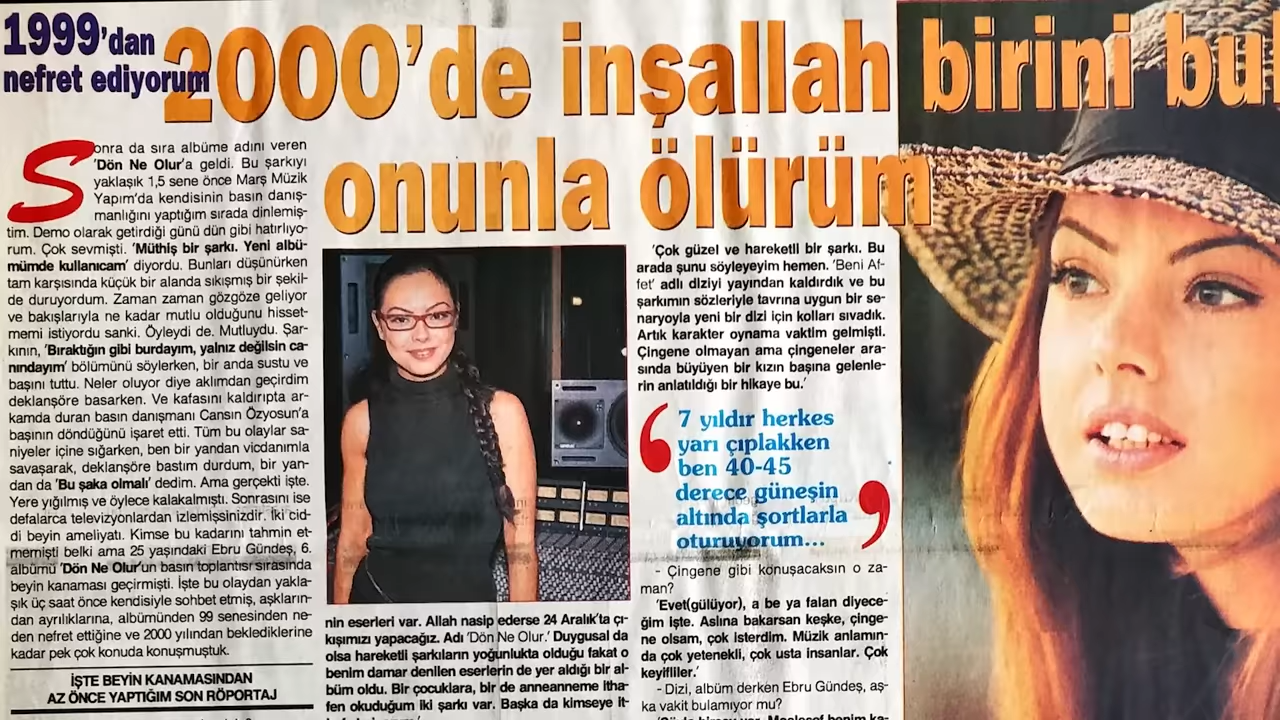 1999'dan
nefret ediyorum
2000'de inşallah birini bul
onunla ölürüm
Sonra da sıra albüme adını veren
'Dön Ne Olur'a geldi. Bu şarkıyı
yaklaşık 1,5 sene önce Marş Müzik
Yapım'da kendisinin basın danış-
manlığını yaptığım sırada dinlemiş-
tim. Demo olarak getirdiği günü dün gibi hatırlıyo-
rum. Çok sevmişti. 'Müthiş bir şarkı. Yeni albü-
mümde kullanıcam' diyordu. Bunları düşünürken
tam karşısında küçük bir alanda sıkışmış bir şekil-
de duruyordum. Zaman zaman gözgöze geliyor
ve bakışlarıyla ne kadar mutlu olduğunu hisset-
memi istiyordu sanki. Öyleydi de. Mutluydu. Şar-
kının, 'Bıraktığın gibi burdayım, yalnız değilsin ca-
nındayım' bölümünü söylerken, bir anda sustu ve
başını tuttu. Neler oluyor diye aklımdan geçirdim
deklanşöre basarken. Ve kafasını kaldırıpta ar-
kamda duran basın danışmanı Cansın Özyosun'a
başının döndüğünü işaret etti. Tüm bu olaylar sa-
niyeler içine sığarken, ben bir yandan vicdanımla
savaşarak, deklanşöre bastım durdum, bir yan-
dan da 'Bu şaka olmalı' dedim. Ama gerçekti işte.
Yere yığılmış ve öylece kalakalmıştı. Sonrasını ise
defalarca televizyonlardan izlemişsinizdir. İki cid-
di beyin ameliyatı. Kimse bu kadarını tahmin et-
memişti belki ama 25 yaşındaki Ebru Gündeş, 6.
albümü 'Dön Ne Olur'un basın toplantısı sırasında
beyin kanaması geçirmişti. İşte bu olaydan yakla-
şık üç saat önce kendisiyle sohbet etmiş, aşkların-
dan ayrılıklarına, albümünden 99 senesinden ne-
den nefret ettiğine ve 2000 yılından beklediklerine
kadar pek çok konuda konuşmuştuk.
İŞTE BEYİN KANAMASINDAN
AZ ÖNCE YAPTIĞIM SON RÖPORTAJ
nin eserleri var. Allah nasip ederse 24 Aralık'ta çı-
kışımızı yapacağız. Adı 'Dön Ne Olur.' Duygusal da
olsa hareketli şarkıların yoğunlukta olduğu fakat o
benim damar denilen eserlerin de yer aldığı bir al-
büm oldu. Bir çocuklara, bir de anneanneme itha-
fen okuduğum iki şarkı var. Başka da kimseye it-
'Çok güzel ve hareketli bir şarkı. Bu
arada şunu söyleyeyim hemen. 'Beni Af-
fet' adlı diziyi yayından kaldırdık ve bu
şarkımın sözleriyle tavrına uygun bir se-
naryoyla yeni bir dizi için kolları sıvadık.
Artık karakter oynama vaktim gelmişti.
Çingene olmayan ama çingeneler ara-
sında büyüyen bir kızın başına gelenle-
rin anlatıldığı bir hikaye bu.'
' 7 yıldır herkes
yarı çıplakken
ben 40-45
derece güneşin
altında şortlarla
oturuyorum... '
- Çingene gibi konuşacaksın o za-
man?
'Evet(gülüyor), a be ya falan diyece-
ğim işte. Aslına bakarsan keşke, çinge-
ne olsam, çok isterdim. Müzik anlamın-
da çok yetenekli, çok usta insanlar. Çok
keyifliler.'
- Dizi, albüm derken Ebru Gündeş, aş-
ka vakit bulamıyor mu?